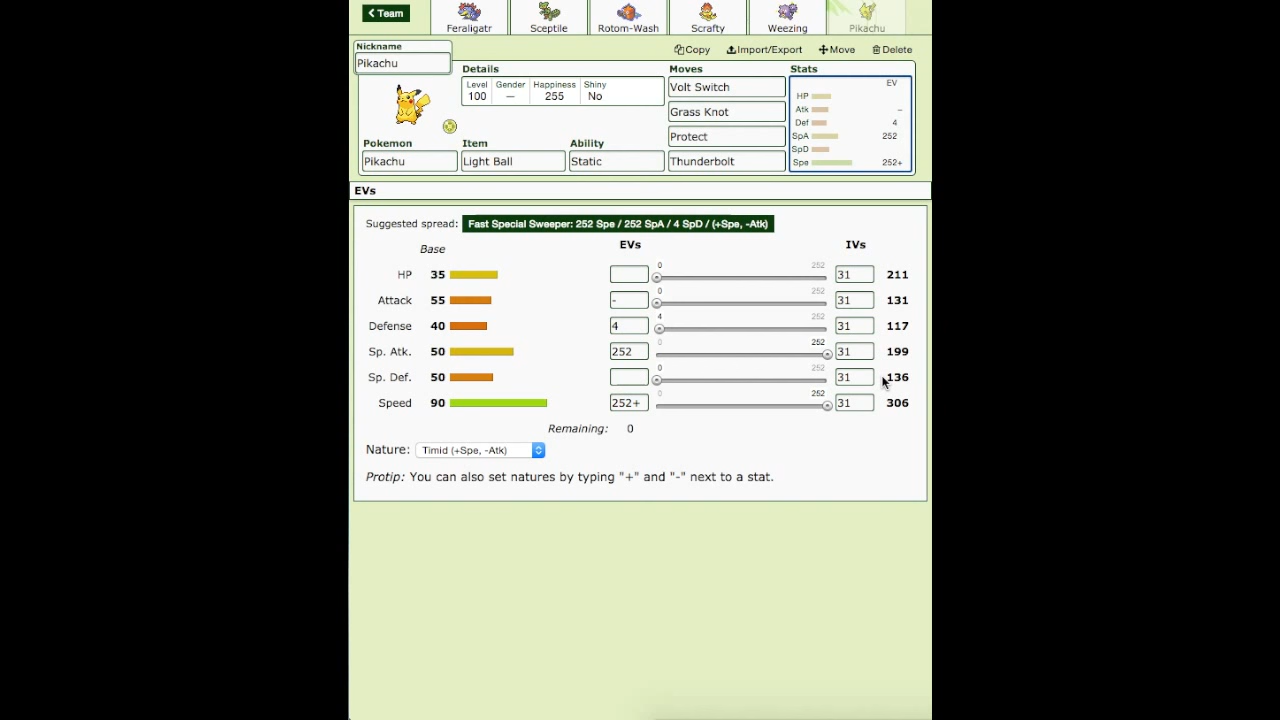 Team
Feraligatr Sceptile Rotom-Wash Scrafty Weezing Pikachu
Nickname
Pikachu
Copy Import/Export Move Delete
Details
Level Gender Happiness Shiny
100 — 255 No
Pokemon Item Ability
Pikachu Light Ball Static
Moves
Volt Switch
Grass Knot
Protect
Thunderbolt
Stats
EV
HP
Atk –
Def 4
SpA 252
SpD
Spe 252+
EVs
Suggested spread: Fast Special Sweeper: 252 Spe / 252 SpA / 4 SpD / (+Spe, -Atk)
Base EVs IVs
HP 35 0 252 31 211
Attack 55 - 0 252 31 131
Defense 40 4 4 252 31 117
Sp. Atk. 50 252 0 252 31 199
Sp. Def. 50 0 252 31 136
Speed 90 252+ 0 252 31 306
Remaining: 0
Nature: Timid (+Spe, -Atk)
Protip: You can also set natures by typing "+" and "-" next to a stat.